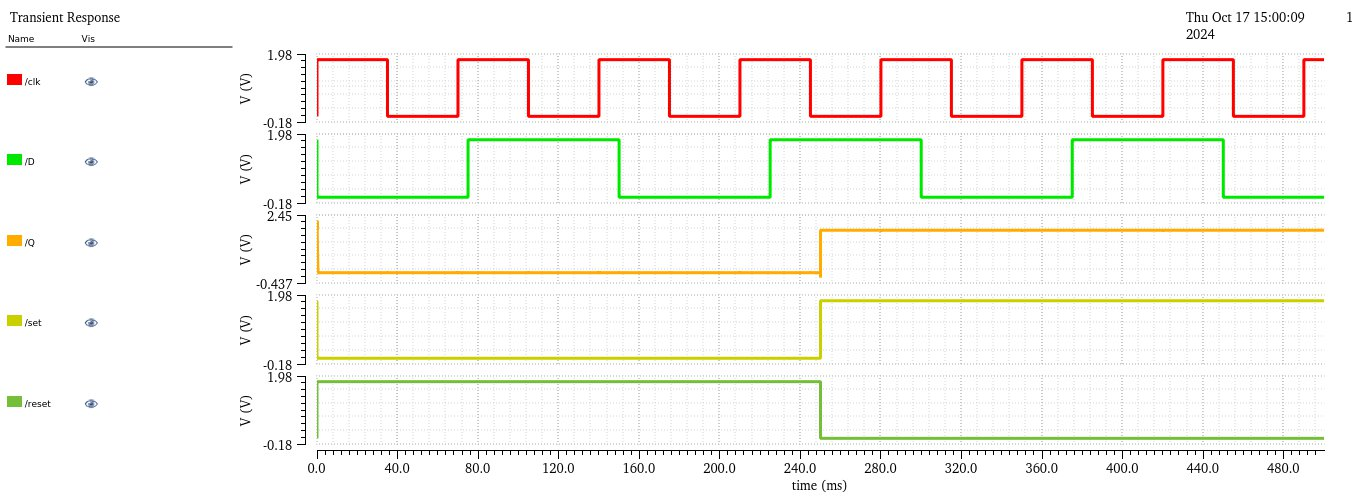 Transient Response
Thu Oct 17 15:00:09 1
2024
Name Vis
/clk
V (V)
1.98
-0.18
/D
V (V)
1.98
-0.18
/Q
V (V)
2.45
-0.437
/set
V (V)
1.98
-0.18
/reset
V (V)
1.98
-0.18
0.0 40.0 80.0 120.0 160.0 200.0 240.0 280.0 320.0 360.0 400.0 440.0 480.0
time (ms)